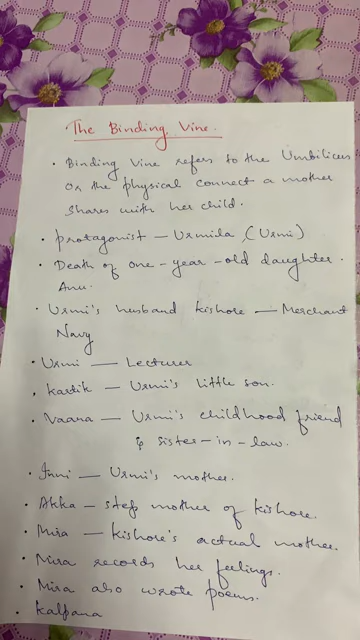 The Binding Vine.
• Binding Vine refers to the Umbilicus
Or the physical connect a mother
Shares with her child.
• protagonist – Urmila (Urmi)
• Death of one-year-old daughter.
Anu.
• Urmi's husband kishore – Merchant
Navy
• Urmi — Lecturer
• Kartik – Urmi's little son.
• Vaana — Urmi's childhood friend
& sister-in-law.
• Inni – Urmi's mother.
• Akka – step mother of kishore.
• Mira – kishore's actual mother.
• Mira records her feelings.
• Mira also wrote poems.
• Kalpana